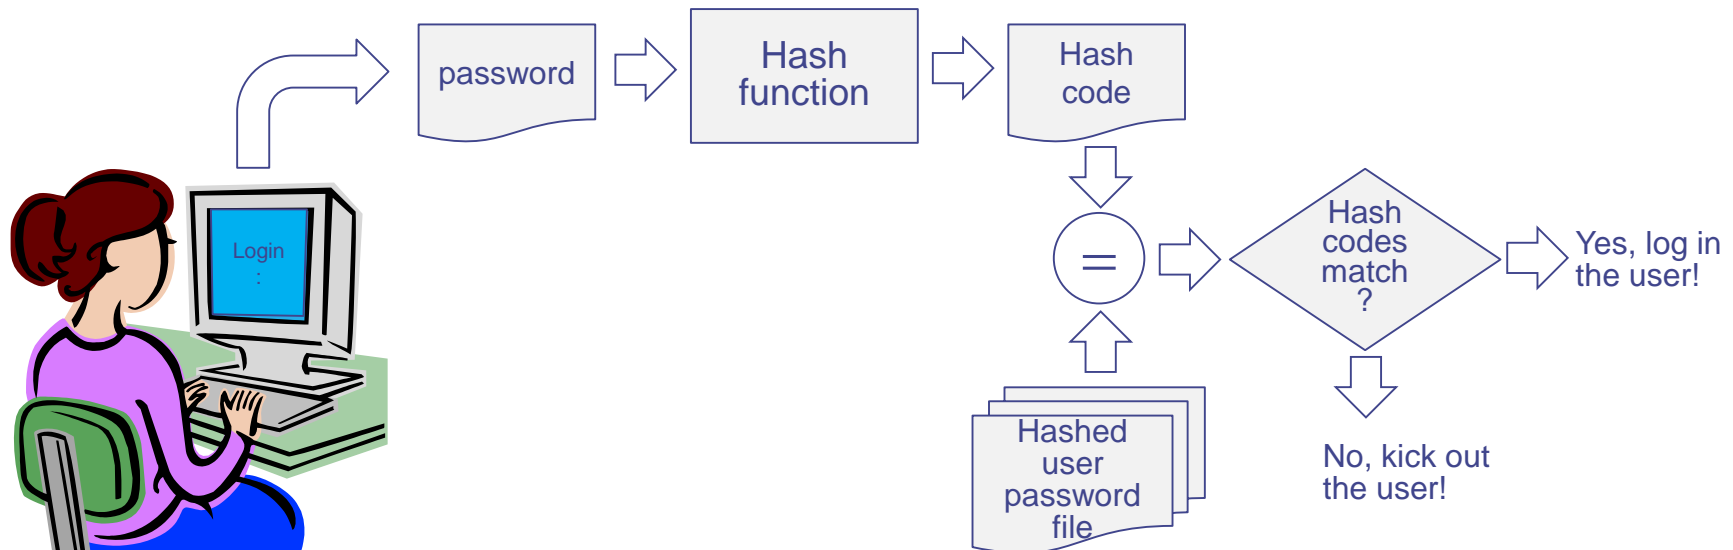 password
Hash
function
Hash
code
Login
:
=
Hash
codes
match
?
Yes, log in
the user!
Hashed
user
password
file
No, kick out
the user!